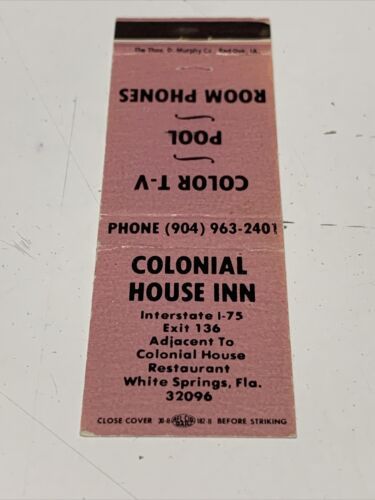 The Thos. D. Murphy Co., Red Oak, IA.
ROOM PHONES
POOL
COLOR T-V
PHONE (904) 963-2401
COLONIAL
HOUSE INN
Interstate I-75
Exit 136
Adjacent To
Colonial House
Restaurant
White Springs, Fla.
32096
CLOSE COVER BEFORE STRIKING